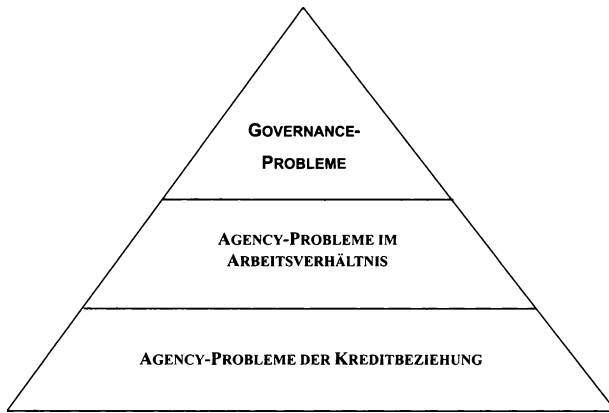 GOVERNANCE-
PROBLEME
AGENCY-PROBLEME IM
ARBEITSVERHÄLTNIS
AGENCY-PROBLEME DER KREDITBEZIEHUNG